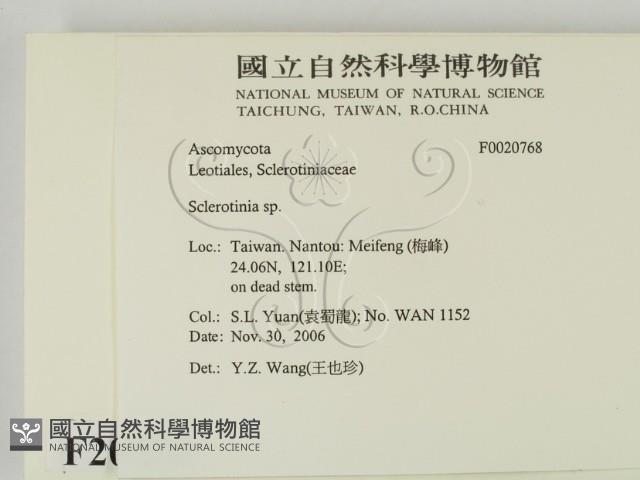 國立自然科學博物館
NATIONAL MUSEUM OF NATURAL SCIENCE
TAICHUNG, TAIWAN, R.O.CHINA
Ascomycota F0020768
Leotiales, Sclerotiniaceae
Sclerotinia sp.
Loc.: Taiwan. Nantou: Meifeng (梅峰)
24.06N, 121.10E;
on dead stem.
Col.: S.L. Yuan(袁蜀龍); No. WAN 1152
Date: Nov. 30, 2006
Det.: Y.Z. Wang(王也珍)
國立自然科學博物館
NATIONAL MUSEUM OF NATURAL SCIENCE